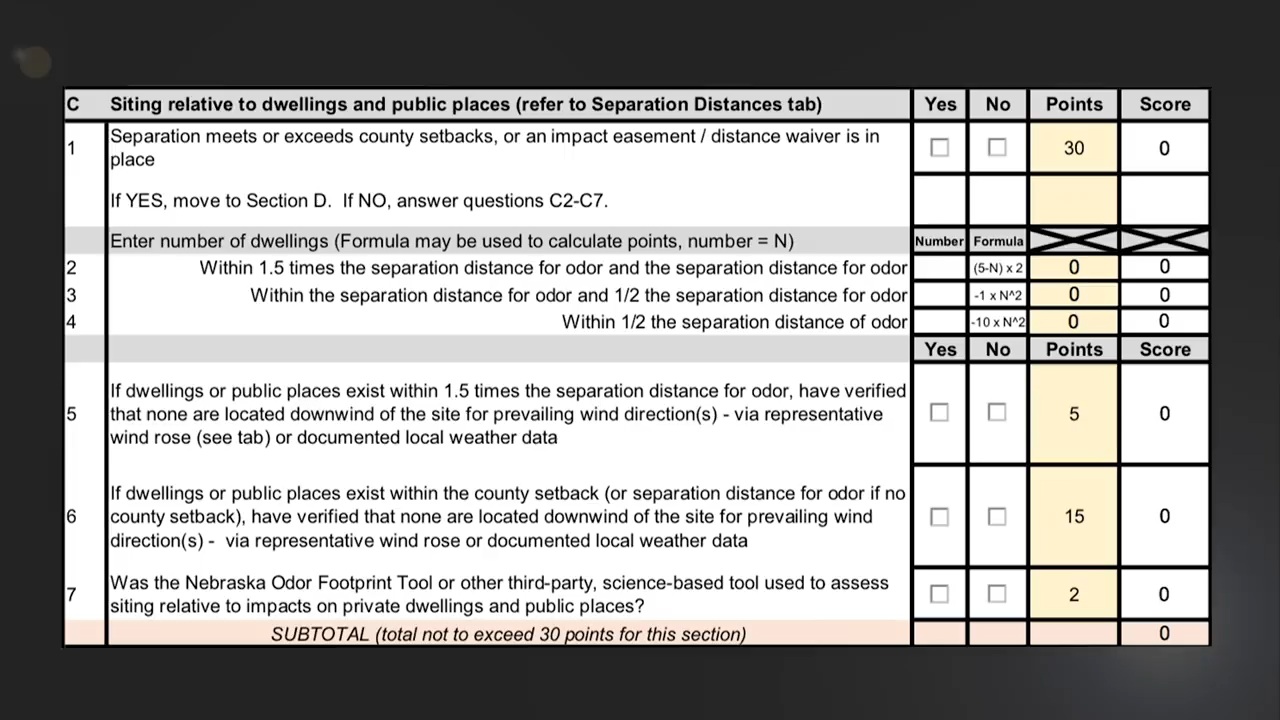 C Siting relative to dwellings and public places (refer to Separation Distances tab) Yes No Points Score
1 Separation meets or exceeds county setbacks, or an impact easement / distance waiver is in
place 30 0
If YES, move to Section D. If NO, answer questions C2-C7.
Enter number of dwellings (Formula may be used to calculate points, number = N) Number Formula
2 Within 1.5 times the separation distance for odor and the separation distance for odor (5-N) x 2 0 0
3 Within the separation distance for odor and 1/2 the separation distance for odor -1 x N^2 0 0
4 Within 1/2 the separation distance of odor -10 x N^2 0 0
Yes No Points Score
If dwellings or public places exist within 1.5 times the separation distance for odor, have verified
5 that none are located downwind of the site for prevailing wind direction(s) - via representative 5 0
wind rose (see tab) or documented local weather data
If dwellings or public places exist within the county setback (or separation distance for odor if no
6 county setback), have verified that none are located downwind of the site for prevailing wind 15 0
direction(s) - via representative wind rose or documented local weather data
7 Was the Nebraska Odor Footprint Tool or other third-party, science-based tool used to assess
siting relative to impacts on private dwellings and public places? 2 0
SUBTOTAL (total not to exceed 30 points for this section) 0